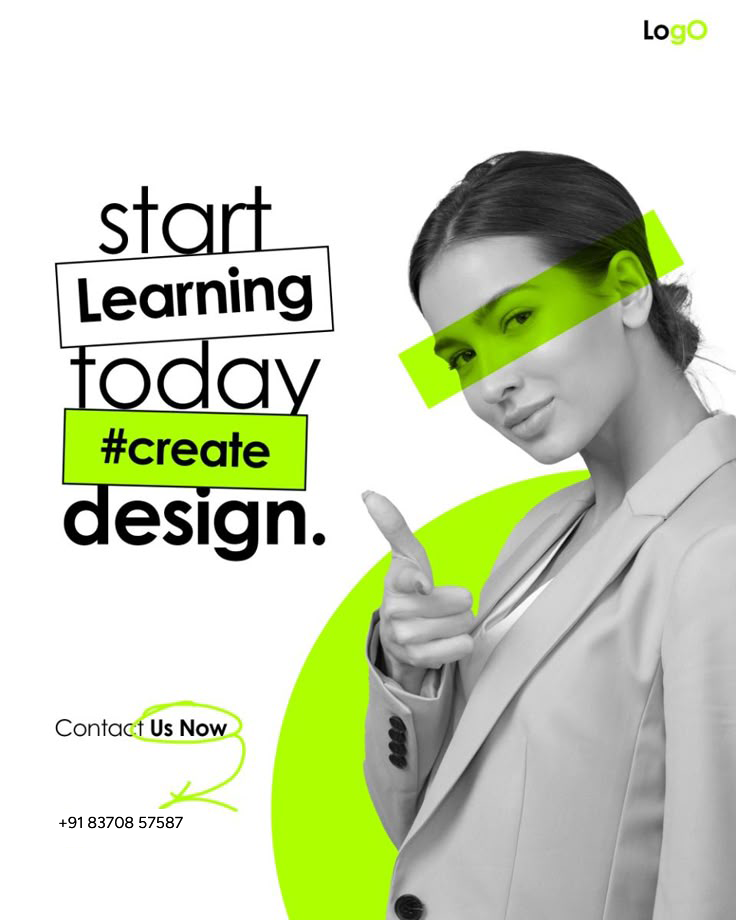 LogO
start
Learning
today
#create
design.
Contact Us Now
+91 83708 57587